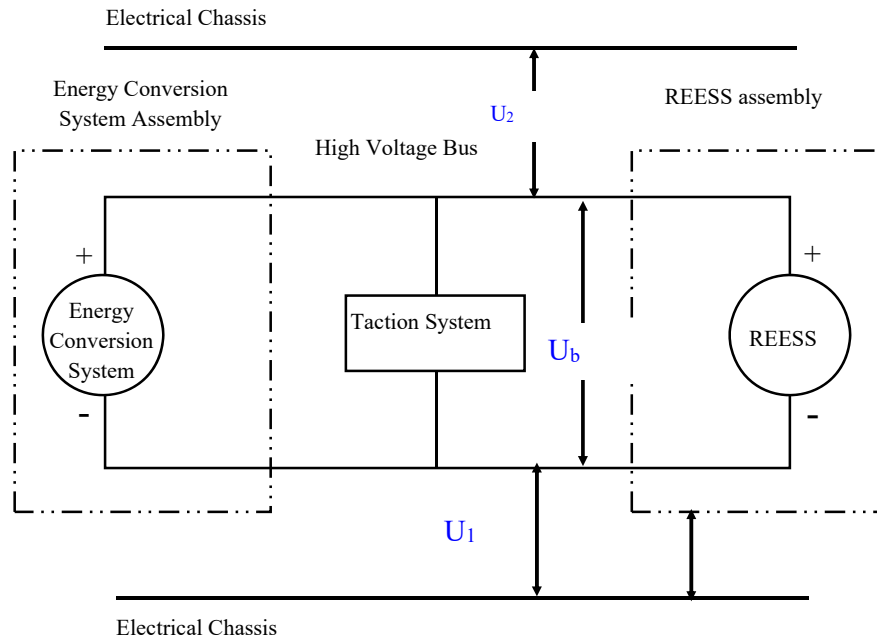 Electrical Chassis
Energy Conversion
System Assembly
U2
REESS assembly
High Voltage Bus
+
+
Energy
Conversion
System
Taction System
Ub
REESS
-
-
U1
Electrical Chassis